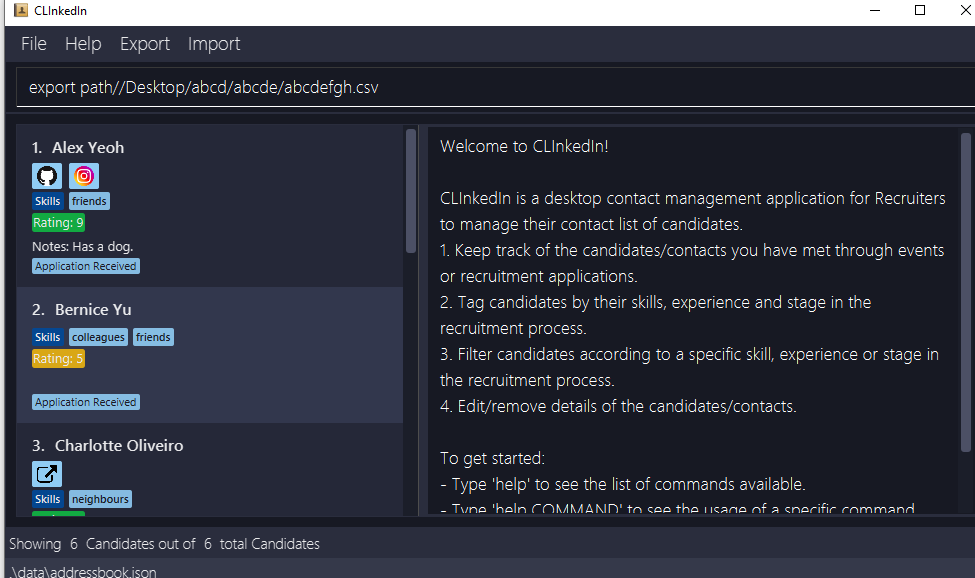 CLInkedIn
File Help Export Import
export path//Desktop/abcd/abcde/abcdefgh.csv
1. Alex Yeoh
Skills friends
Rating: 9
Notes: Has a dog.
Application Received
2. Bernice Yu
Skills colleagues friends
Rating: 5
Application Received
3. Charlotte Oliveiro
Skills neighbours
Welcome to CLInkedIn!
CLInkedIn is a desktop contact management application for Recruiters
to manage their contact list of candidates.
1. Keep track of the candidates/contacts you have met through events
or recruitment applications.
2. Tag candidates by their skills, experience and stage in the
recruitment process.
3. Filter candidates according to a specific skill, experience or stage in
the recruitment process.
4. Edit/remove details of the candidates/contacts.
To get started:
- Type 'help' to see the list of commands available.
- Type 'help COMMAND' to see the usage of a specific command
Showing 6 Candidates out of 6 total Candidates
.\data\addressbook.json